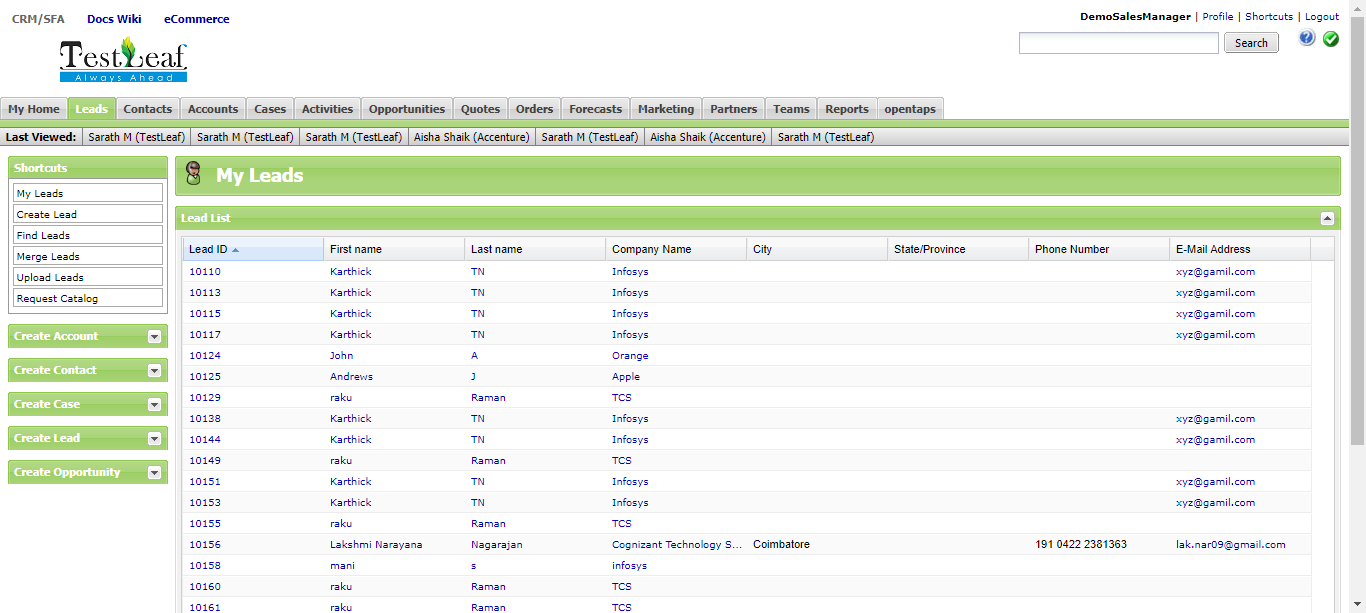 CRM/SFA Docs Wiki eCommerce
DemoSalesManager | Profile | Shortcuts | Logout
Search
TestLeaf
Always Ahead
My Home Leads Contacts Accounts Cases Activities Opportunities Quotes Orders Forecasts Marketing Partners Teams Reports opentaps
Last Viewed: Sarath M (TestLeaf) Sarath M (TestLeaf) Sarath M (TestLeaf) Aisha Shaik (Accenture) Sarath M (TestLeaf) Aisha Shaik (Accenture) Sarath M (TestLeaf)
Shortcuts
My Leads
Create Lead
Find Leads
Merge Leads
Upload Leads
Request Catalog
Create Account
Create Contact
Create Case
Create Lead
Create Opportunity
My Leads
Lead List
Lead ID First name Last name Company Name City State/Province Phone Number E-Mail Address
10110 Karthick TN Infosys xyz@gamil.com
10113 Karthick TN Infosys xyz@gamil.com
10115 Karthick TN Infosys xyz@gamil.com
10117 Karthick TN Infosys xyz@gamil.com
10124 John A Orange
10125 Andrews J Apple
10129 raku Raman TCS
10138 Karthick TN Infosys xyz@gamil.com
10144 Karthick TN Infosys xyz@gamil.com
10149 raku Raman TCS
10151 Karthick TN Infosys xyz@gamil.com
10153 Karthick TN Infosys xyz@gamil.com
10155 raku Raman TCS
10156 Lakshmi Narayana Nagarajan Cognizant Technology S... Coimbatore 191 0422 2381363 lak.nar09@gmail.com
10158 mani s infosys
10160 raku Raman TCS
10161 raku Raman TCS